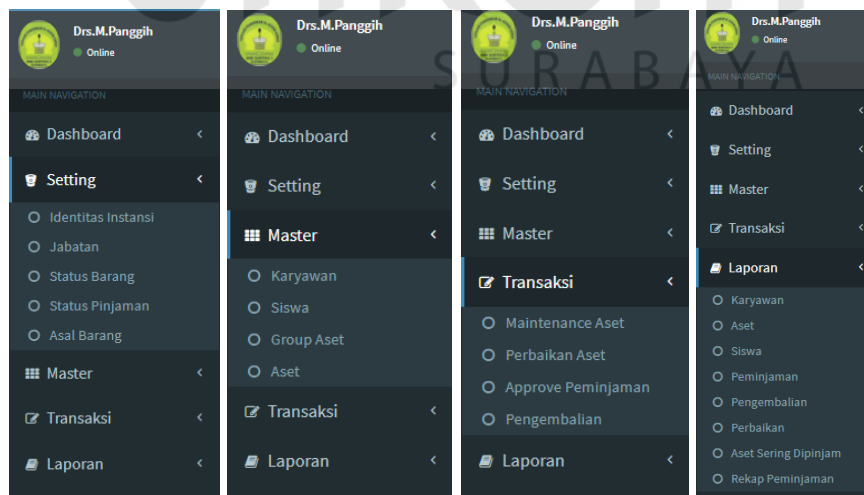 Drs.M.Panggih
Online
MAIN NAVIGATION
Dashboard
Setting
Identitas Instansi
Jabatan
Status Barang
Status Pinjaman
Asal Barang
Master
Transaksi
Laporan
Drs.M.Panggih
Online
MAIN NAVIGATION
Dashboard
Setting
Master
Karyawan
Siswa
Group Aset
Aset
Transaksi
Laporan
Drs.M.Panggih
Online
MAIN NAVIGATION
Dashboard
Setting
Master
Transaksi
Maintenance Aset
Perbaikan Aset
Approve Peminjaman
Pengembalian
Laporan
Drs.M.Panggih
Online
MAIN NAVIGATION
Dashboard
Setting
Master
Transaksi
Laporan
Karyawan
Aset
Siswa
Peminjaman
Pengembalian
Perbaikan
Aset Sering Dipinjam
Rekap Peminjaman
SURABAYA